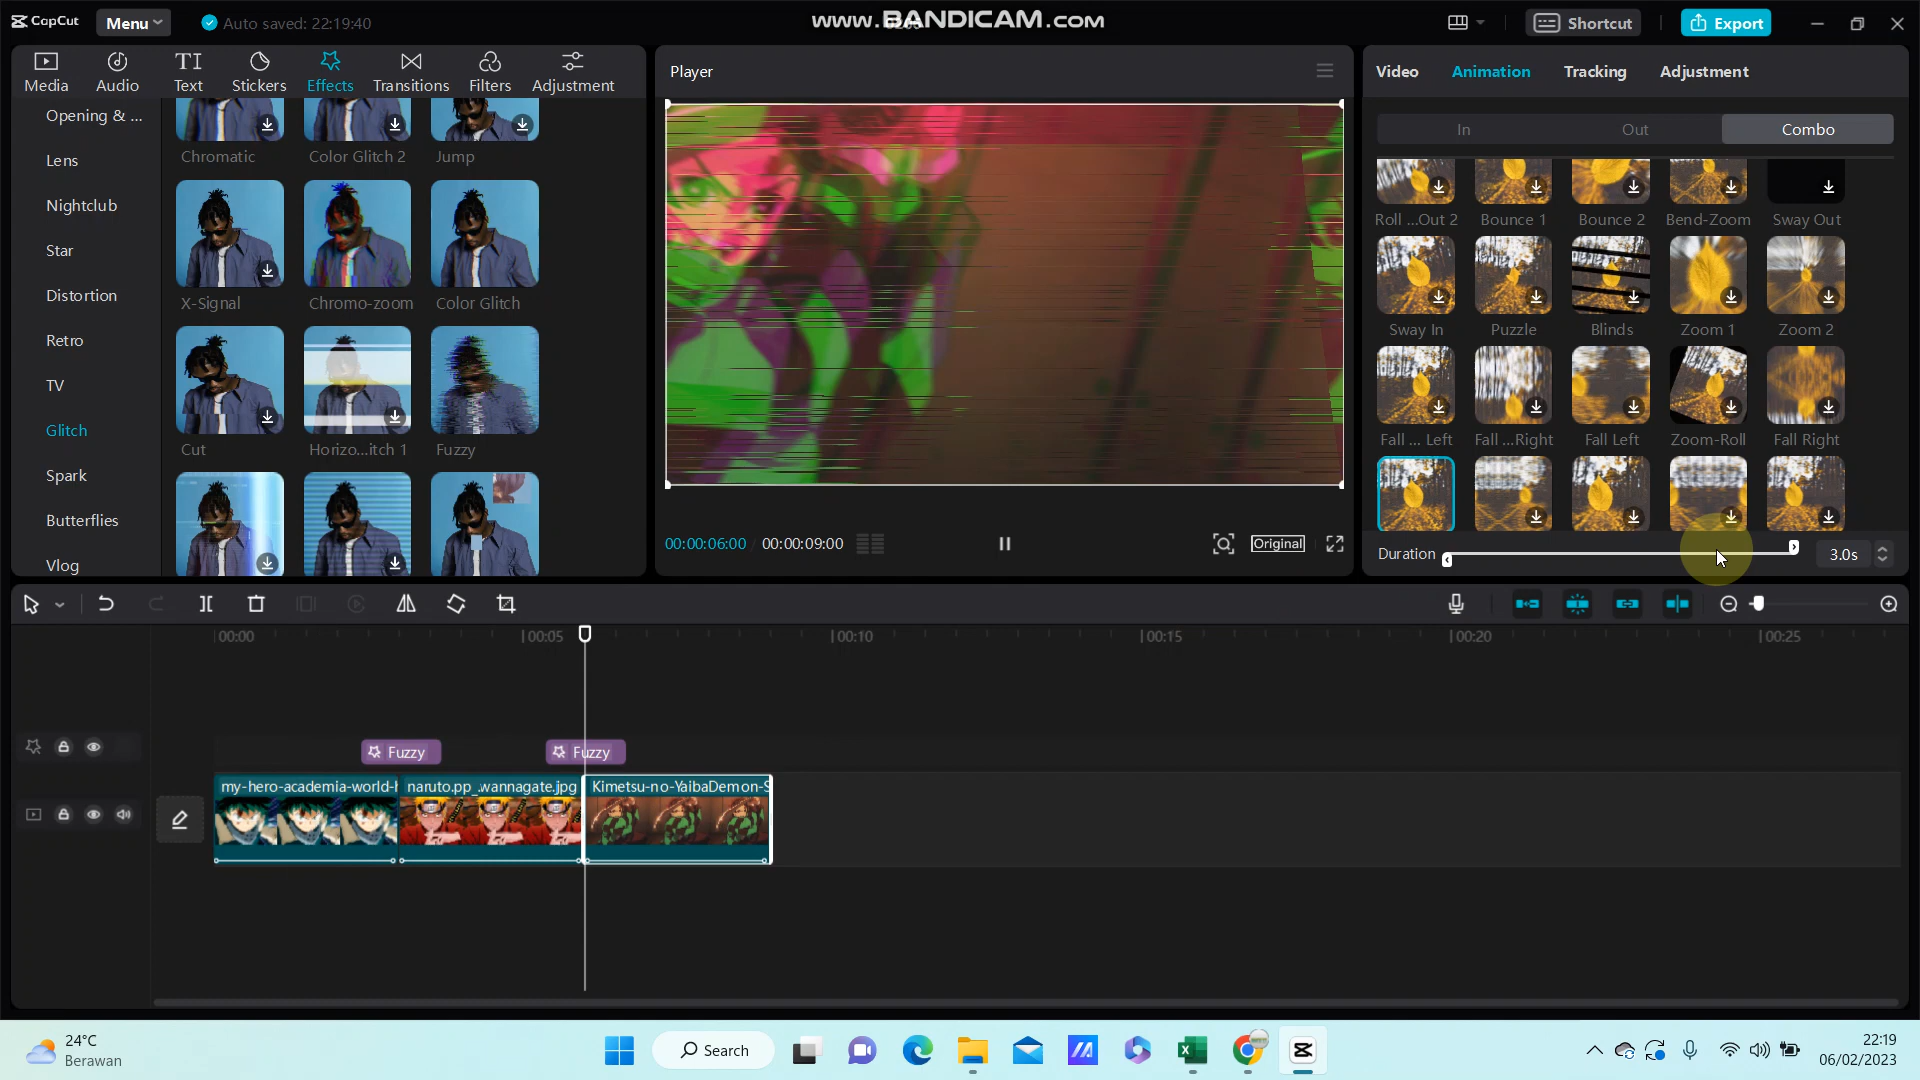 CapCut
Menu
Auto saved: 22:19:40
www.BANDICAM.COM
Shortcut
Export
Media
Audio
Text
Stickers
Effects
Transitions
Filters
Adjustment
Opening & ...
Lens
Nightclub
Star
Distortion
Retro
TV
Glitch
Spark
Butterflies
Vlog
Chromatic
Color Glitch 2
Jump
X-Signal
Chromo-zoom
Color Glitch
Cut
Horizo...itch 1
Fuzzy
Player
00:00:06:00
00:00:09:00
Original
Video
Animation
Tracking
Adjustment
In
Out
Combo
Roll ...Out 2
Bounce 1
Bounce 2
Bend-Zoom
Sway Out
Sway In
Puzzle
Blinds
Zoom 1
Zoom 2
Fall ... Left
Fall ...Right
Fall Left
Zoom-Roll
Fall Right
Duration
3.0s
00:00
00:05
00:10
00:15
00:20
00:25
Fuzzy
Fuzzy
my-hero-academia-world-h
naruto.pp_.wannagate.jpg
Kimetsu-no-YaibaDemon-S
24°C
Berawan
Search
22:19
06/02/2023